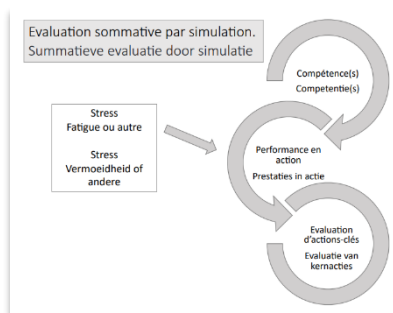 Evaluation sommative par simulation.
Summatieve evaluatie door simulatie
Compétence(s)
Competentie(s)
Stress
Fatigue ou autre
Stress
Vermoeidheid of
andere
Performance en
action
Prestaties in actie
Evaluation
d'actions-clés
Evaluatie van
kernacties